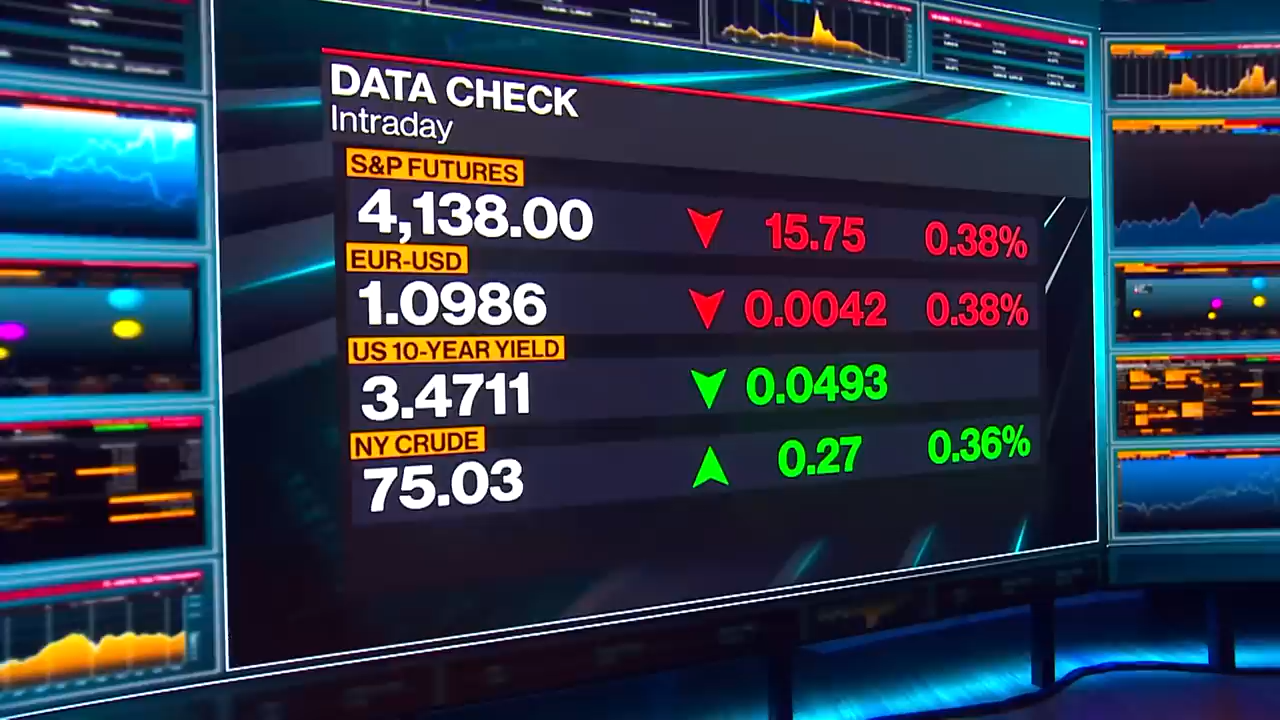 DATA CHECK
Intraday
S&P FUTURES
4,138.00 15.75 0.38%
EUR-USD
1.0986 0.0042 0.38%
US 10-YEAR YIELD
3.4711 0.0493
NY CRUDE
75.03 0.27 0.36%